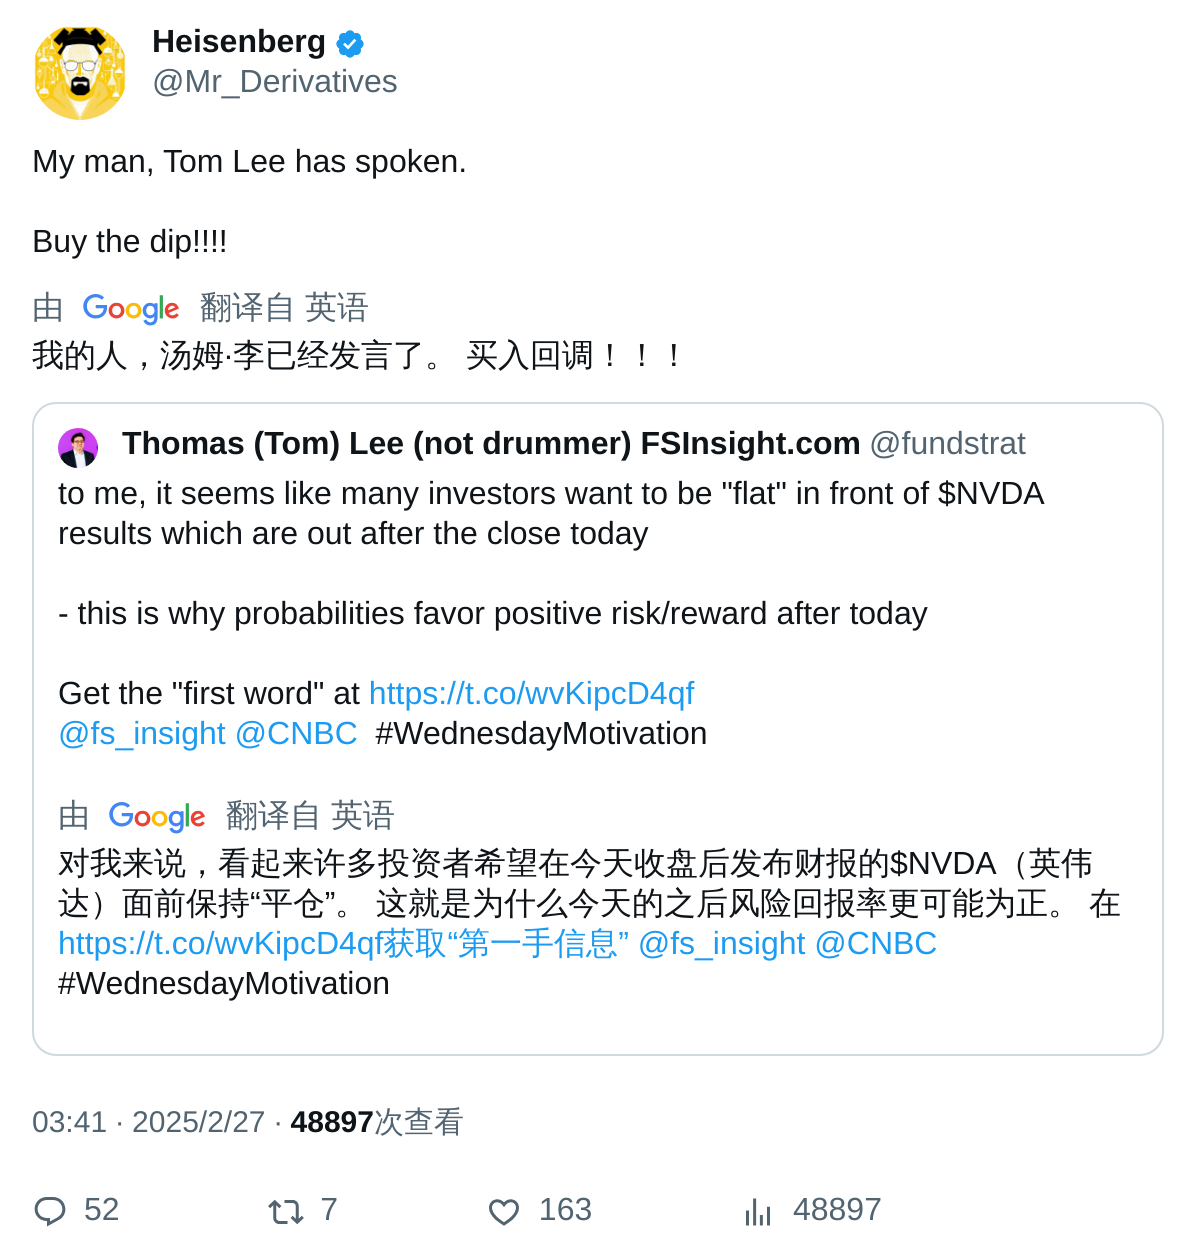 Heisenberg
@Mr_Derivatives
My man, Tom Lee has spoken.
Buy the dip!!!!
由 Google 翻译自 英语
我的人，汤姆·李已经发言了。 买入回调！！！
Thomas (Tom) Lee (not drummer) FSInsight.com @fundstrat
to me, it seems like many investors want to be "flat" in front of $NVDA
results which are out after the close today
- this is why probabilities favor positive risk/reward after today
Get the "first word" at https://t.co/wvKipcD4qf
@fs_insight @CNBC  #WednesdayMotivation
由 Google 翻译自 英语
对我来说，看起来许多投资者希望在今天收盘后发布财报的$NVDA（英伟
达）面前保持“平仓”。 这就是为什么今天的之后风险回报率更可能为正。 在
https://t.co/wvKipcD4qf获取“第一手信息” @fs_insight @CNBC
#WednesdayMotivation
03:41 · 2025/2/27 · 48897次查看
52 7 163 48897